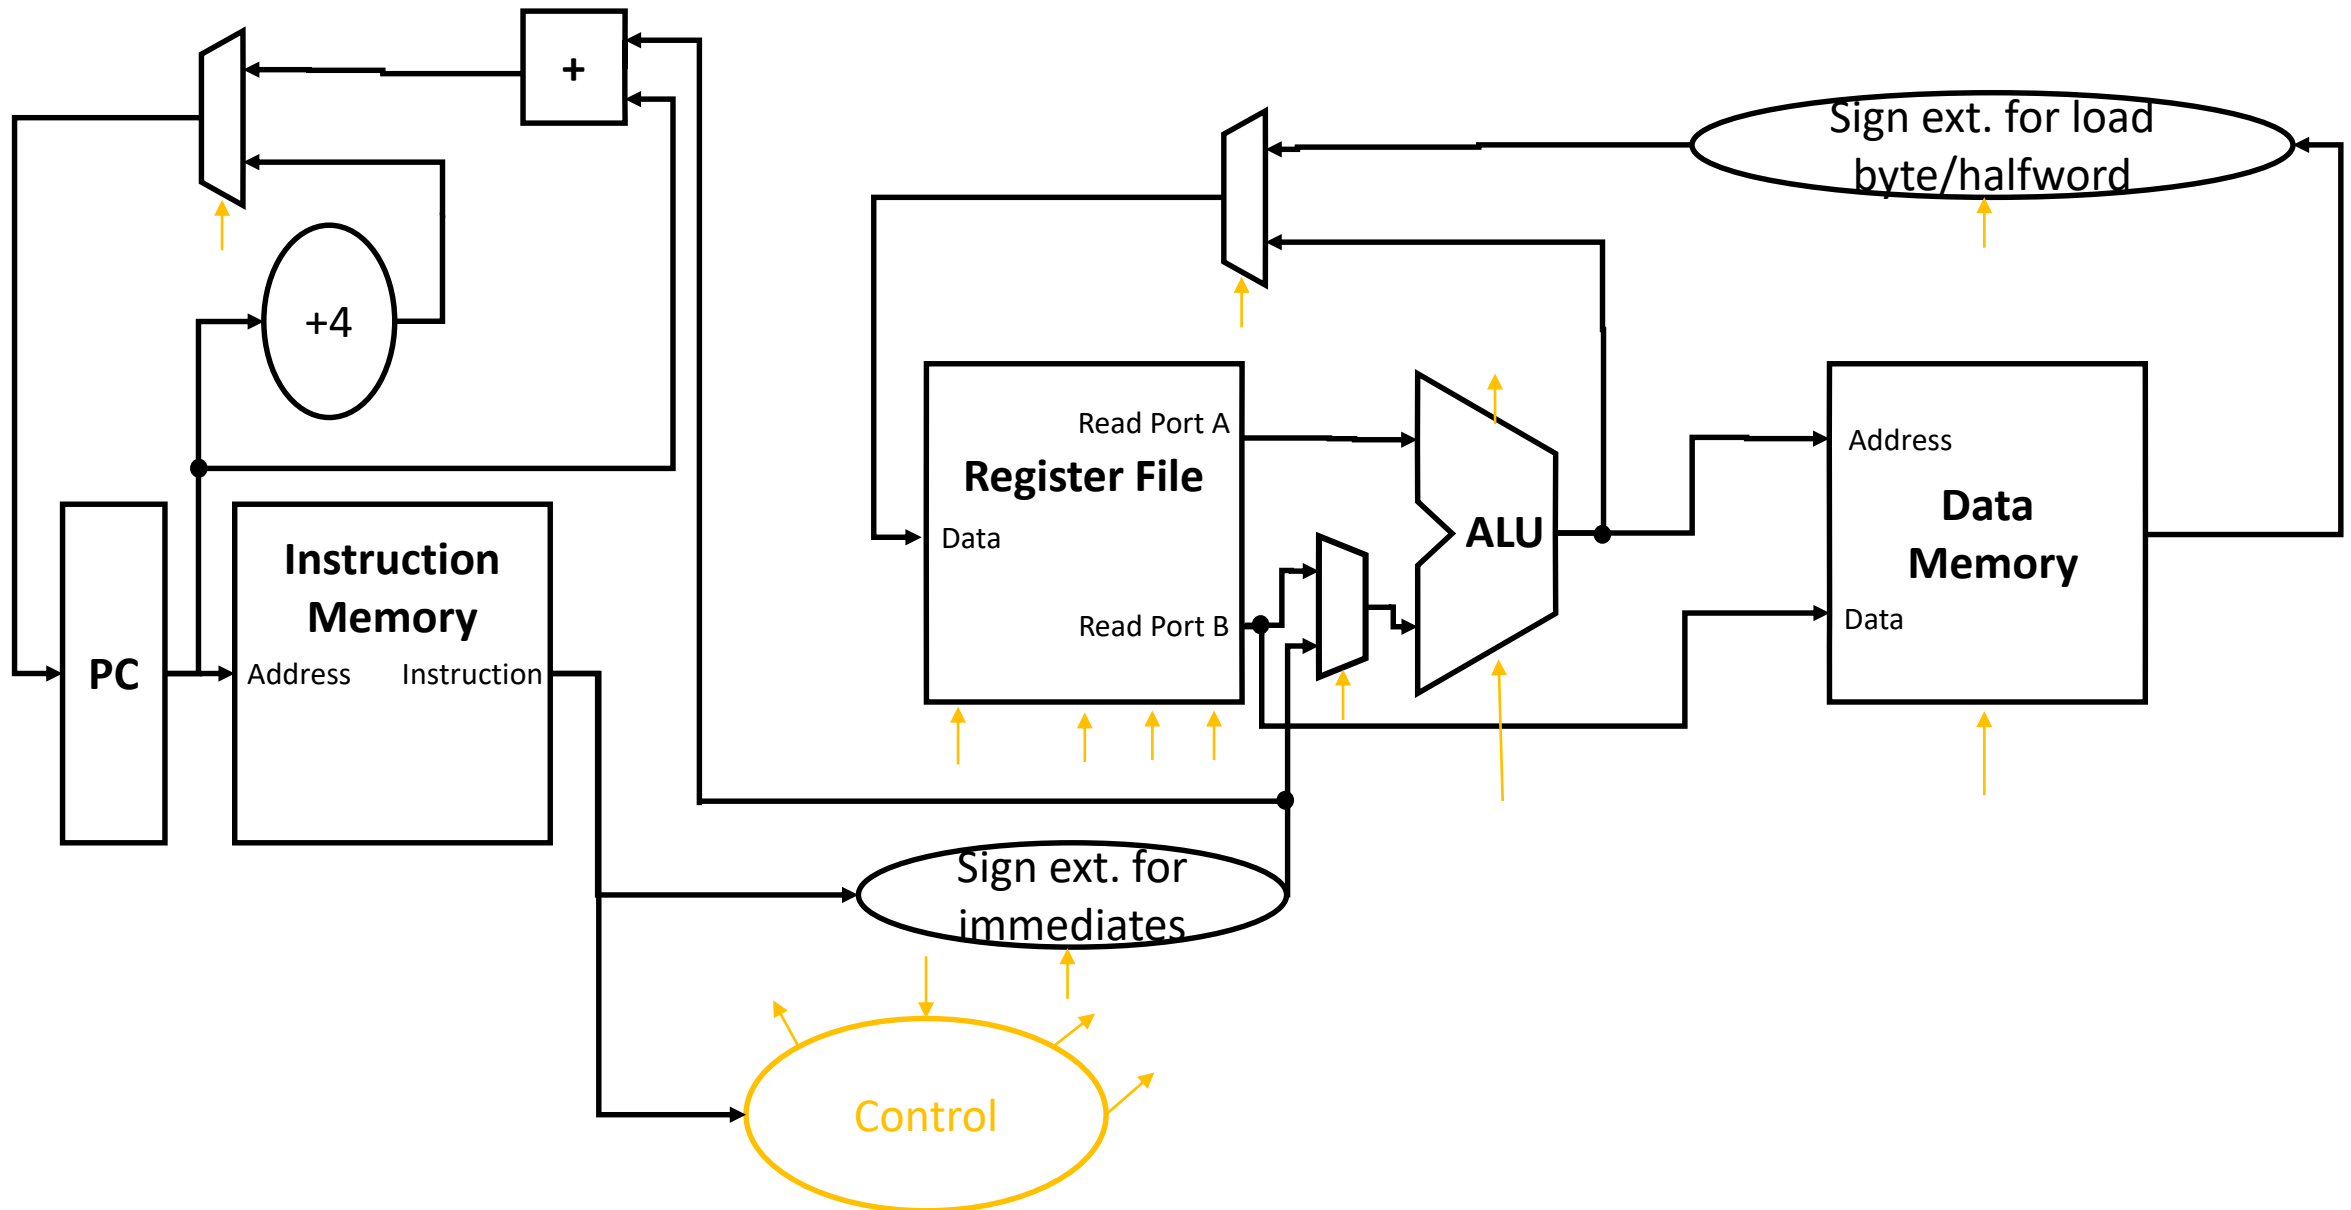 +
Sign ext. for load
byte/halfword
+4
Read Port A
Register File
Data
Read Port B
ALU
Address
Data
Memory
Data
Instruction
Memory
PC
Address
Instruction
Sign ext. for
immediates
Control